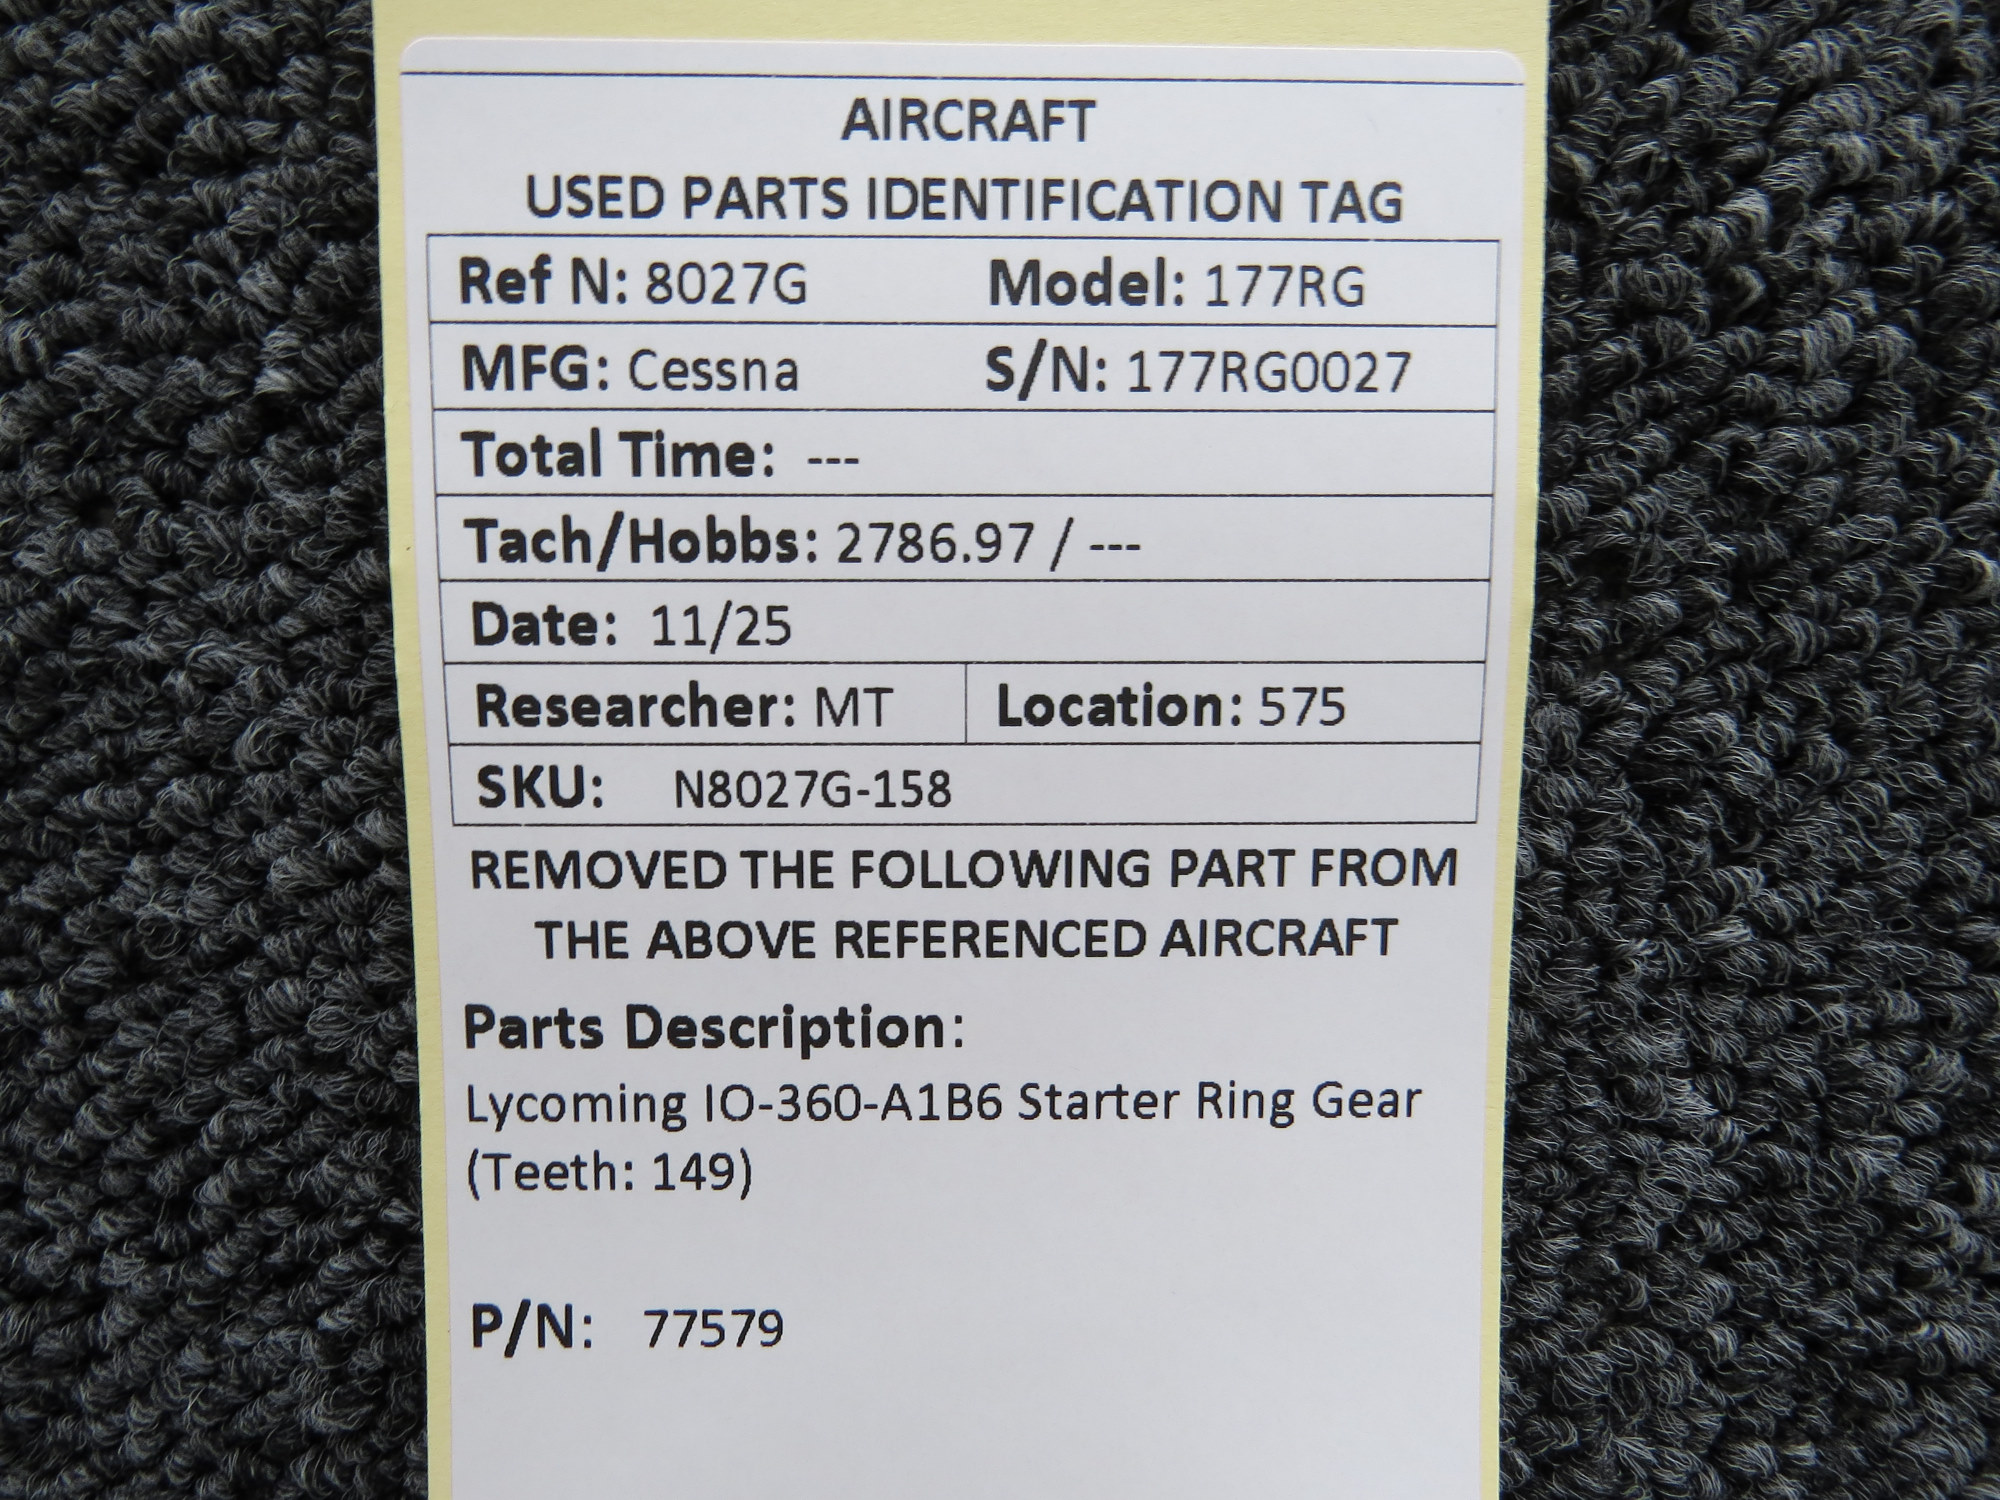 AIRCRAFT
USED PARTS IDENTIFICATION TAG
Ref N: 8027G Model: 177RG
MFG: Cessna S/N: 177RG0027
Total Time: ---
Tach/Hobbs: 2786.97 / ---
Date: 11/25
Researcher: MT Location: 575
SKU: N8027G-158
REMOVED THE FOLLOWING PART FROM
THE ABOVE REFERENCED AIRCRAFT
Parts Description:
Lycoming IO-360-A1B6 Starter Ring Gear
(Teeth: 149)
P/N: 77579